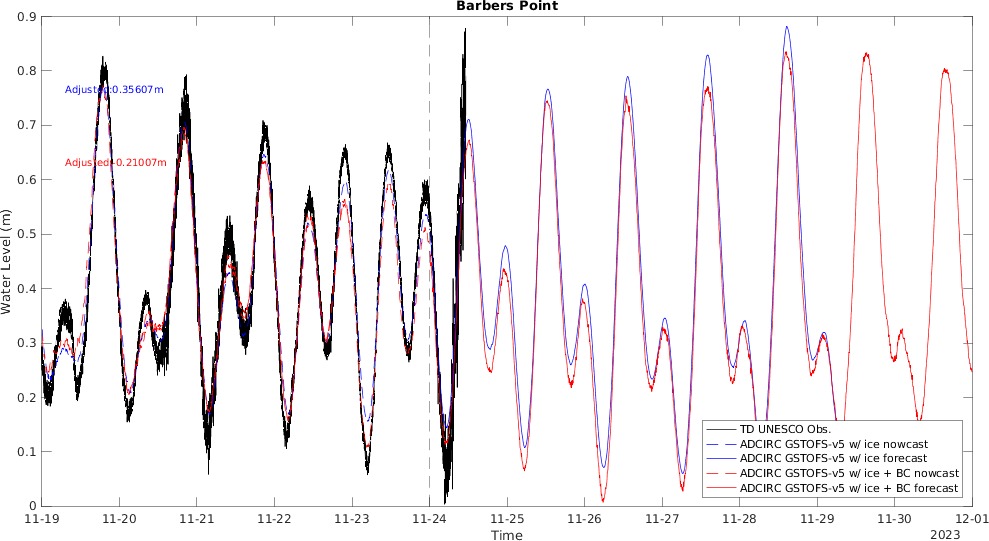 Barbers Point
0.9
0.8
0.7
0.6
0.5
0.4
0.3
0.2
0.1
0
Water Level (m)
Adjusted:0.35607m
Adjusted:-0.21007m
TD UNESCO Obs.
ADCIRC GSTOFS-v5 w/ ice nowcast
ADCIRC GSTOFS-v5 w/ ice forecast
ADCIRC GSTOFS-v5 w/ ice + BC nowcast
ADCIRC GSTOFS-v5 w/ ice + BC forecast
11-19 11-20 11-21 11-22 11-23 11-24 11-25 11-26 11-27 11-28 11-29 11-30 12-01
Time
2023